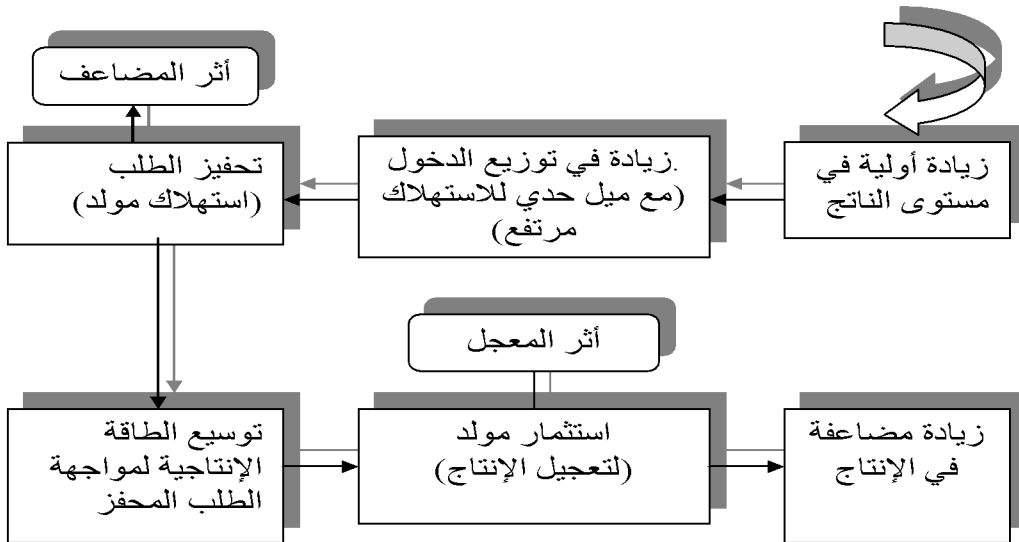 أثر المضاعف
زيادة أولية في
مستوى الناتج
.زيادة في توزيع الدخول
(مع ميل حدي للاستهلاك
مرتفع)
تحفيز الطلب
(استهلاك مولد)
أثر المعجل
توسيع الطاقة
الإنتاجية لمواجهة
الطلب المحفز
استثمار مولد
(لتعجيل الإنتاج)
زيادة مضاعفة
في الإنتاج